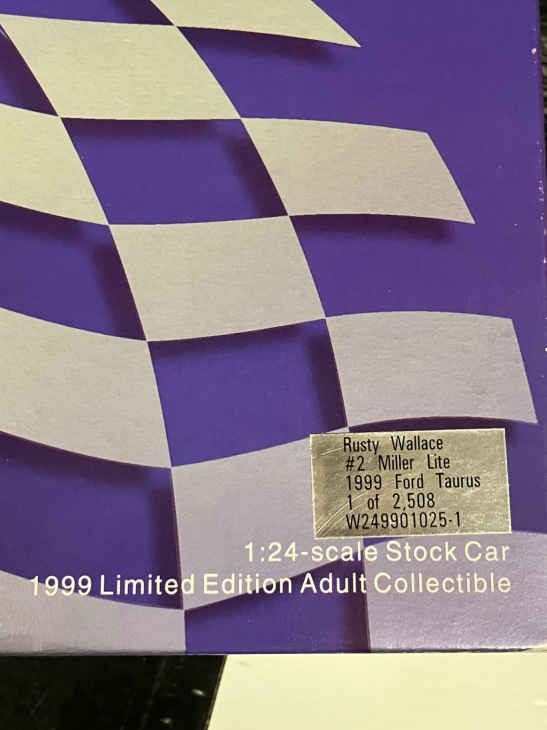 Rusty Wallace
#2 Miller Lite
1999 Ford Taurus
1 of 2,508
W249901025-1
1:24-scale Stock Car
1999 Limited Edition Adult Collectible